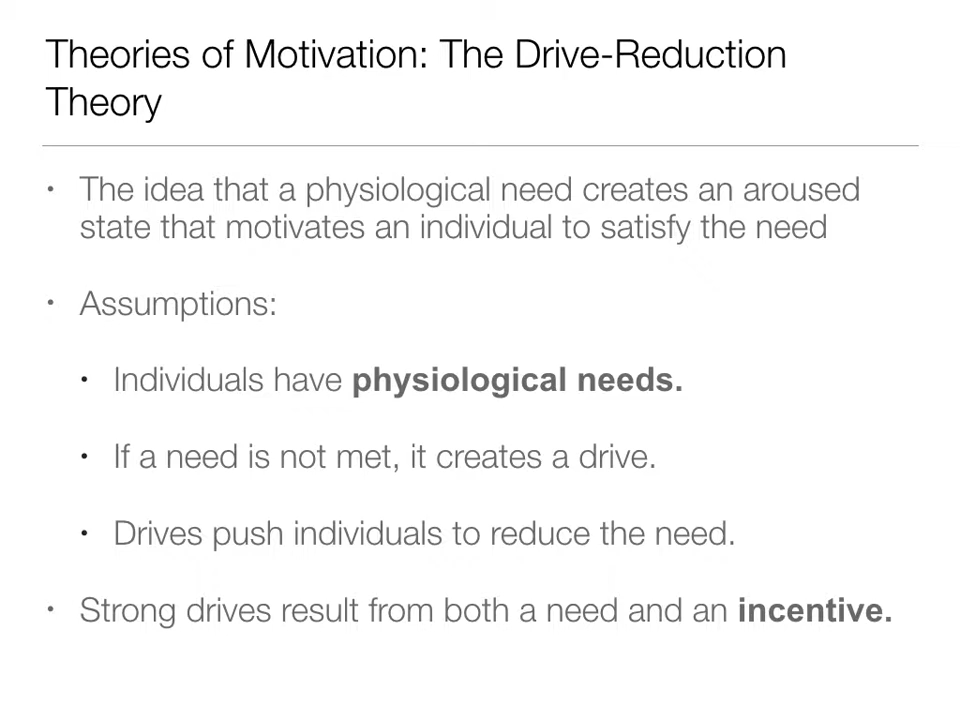 Theories of Motivation: The Drive-Reduction
Theory
• The idea that a physiological need creates an aroused
state that motivates an individual to satisfy the need
• Assumptions:
• Individuals have physiological needs.
• If a need is not met, it creates a drive.
• Drives push individuals to reduce the need.
• Strong drives result from both a need and an incentive.